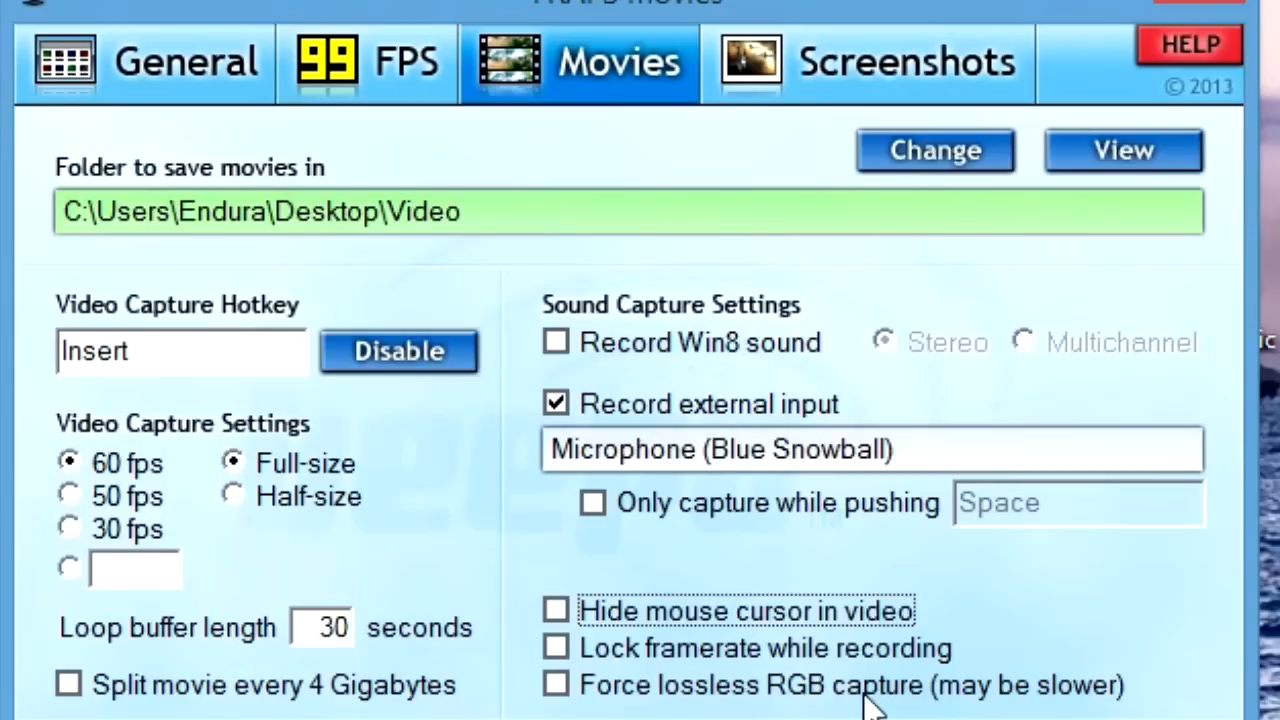 FRAPS movies
General
99 FPS
Movies
Screenshots
HELP
© 2013
Change
View
Folder to save movies in
C:\Users\Endura\Desktop\Video
Video Capture Hotkey
Insert
Disable
Video Capture Settings
60 fps
Full-size
50 fps
Half-size
30 fps
Loop buffer length 30 seconds
Split movie every 4 Gigabytes
Sound Capture Settings
Record Win8 sound
Stereo
Multichannel
Record external input
Microphone (Blue Snowball)
Only capture while pushing Space
Hide mouse cursor in video
Lock framerate while recording
Force lossless RGB capture (may be slower)